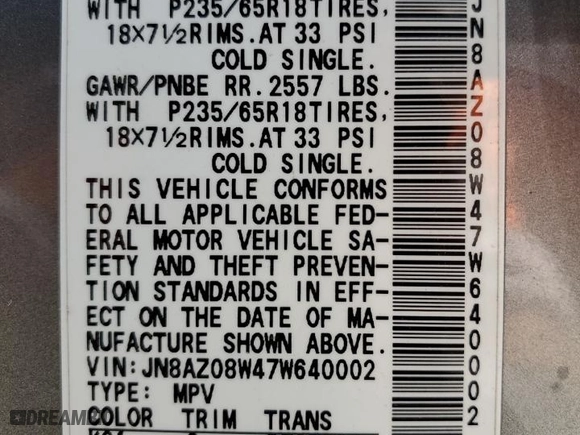 WITH P235/65R18TIRES,
18X7½RIMS.AT 33 PSI
COLD SINGLE.
GAWR/PNBE RR.2557 LBS.
WITH P235/65R18TIRES,
18X7½RIMS.AT 33 PSI
COLD SINGLE.
THIS VEHICLE CONFORMS
TO ALL APPLICABLE FED-
ERAL MOTOR VEHICLE SA-
FETY AND THEFT PREVEN-
TION STANDARDS IN EFF-
ECT ON THE DATE OF MA-
NUFACTURE SHOWN ABOVE.
VIN:JN8AZ08W47W640002
TYPE: MPV
COLOR TRIM TRANS
JN8AZ08W47W640002